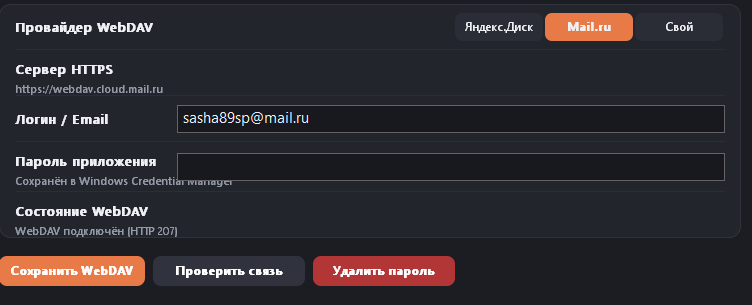 Провайдер WebDAV Яндекс.Диск Mail.ru Свой
Сервер HTTPS
https://webdav.cloud.mail.ru
Логин / Email sasha89sp@mail.ru
Пароль приложения
Сохранён в Windows Credential Manager
Состояние WebDAV
WebDAV подключён (HTTP 207)
Сохранить WebDAV Проверить связь Удалить пароль